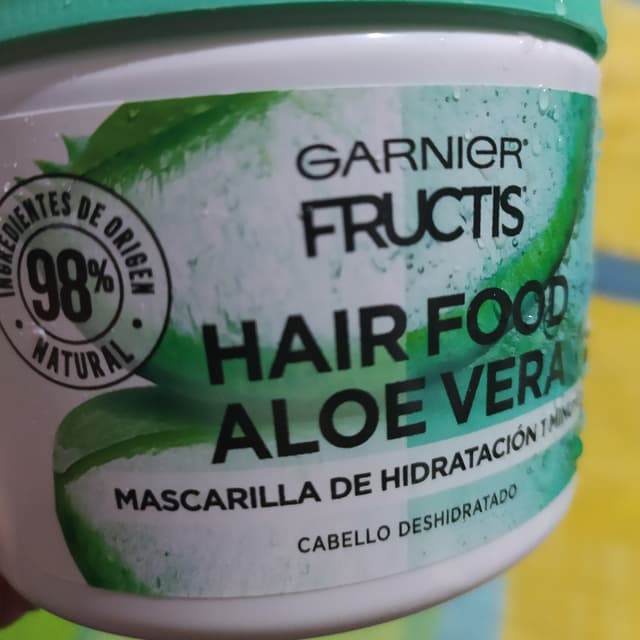 GARNIER
FRUCTIS
INGREDIENTES DE ORIGEN
98%
NATURAL
HAIR FOOD
ALOE VERA
MASCARILLA DE HIDRATACIÓN 1
CABELLO DESHIDRATADO